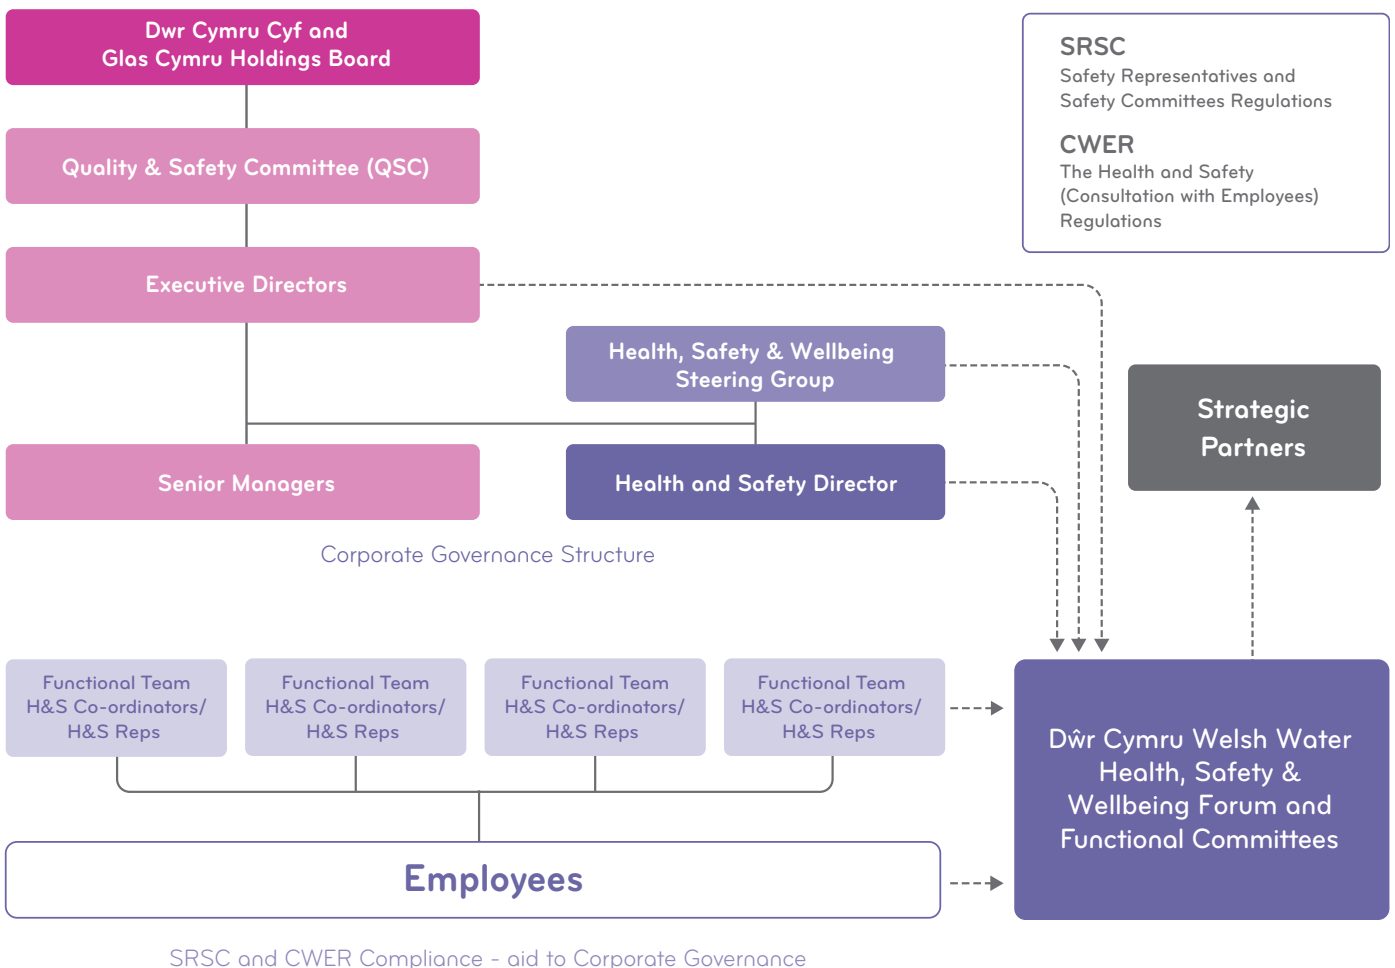 Dwr Cymru Cyf and
Glas Cymru Holdings Board
Quality & Safety Committee (QSC)
Executive Directors
Health, Safety & Wellbeing
Steering Group
Senior Managers
Health and Safety Director
Corporate Governance Structure
SRSC
Safety Representatives and
Safety Committees Regulations
CWER
The Health and Safety
(Consultation with Employees)
Regulations
Strategic
Partners
Functional Team
H&S Co-ordinators/
H&S Reps
Functional Team
H&S Co-ordinators/
H&S Reps
Functional Team
H&S Co-ordinators/
H&S Reps
Functional Team
H&S Co-ordinators/
H&S Reps
Employees
Dŵr Cymru Welsh Water
Health, Safety &
Wellbeing Forum and
Functional Committees
SRSC and CWER Compliance - aid to Corporate Governance